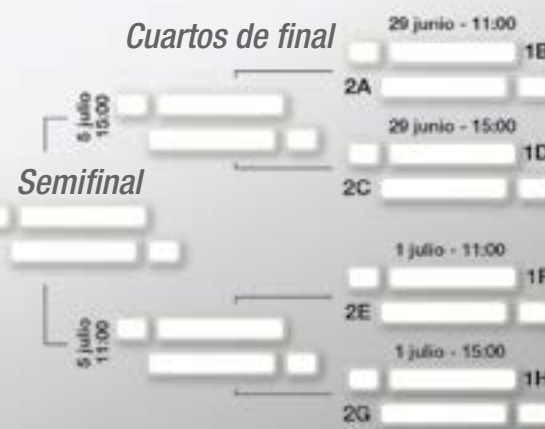 Cuartos de final
29 junio - 11:00
1B
2A
5 julio
15:00
29 junio - 15:00
1D
2C
Semifinal
1 julio - 11:00
1F
2E
5 julio
11:00
1 julio - 15:00
1H
2G